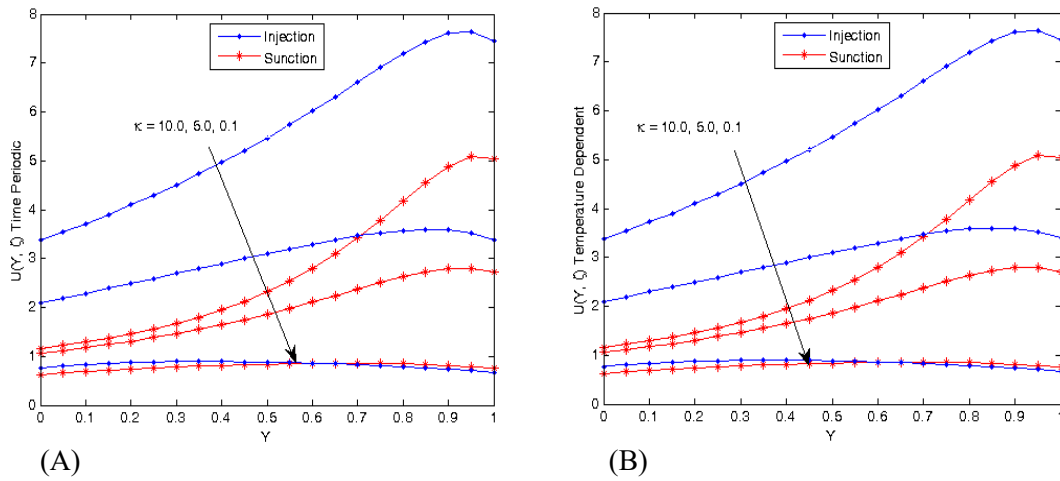 8
7
6
5
4
3
2
1
0
U(Y, ζ) Time Periodic
Injection
Sunction
κ = 10.0, 5.0, 0.1
0 0.1 0.2 0.3 0.4 0.5 0.6 0.7 0.8 0.9 1
Y
(A)
8
7
6
5
4
3
2
1
0
U(Y, ζ) Temperature Dependent
Injection
Sunction
κ = 10.0, 5.0, 0.1
0 0.1 0.2 0.3 0.4 0.5 0.6 0.7 0.8 0.9 1
Y
(B)